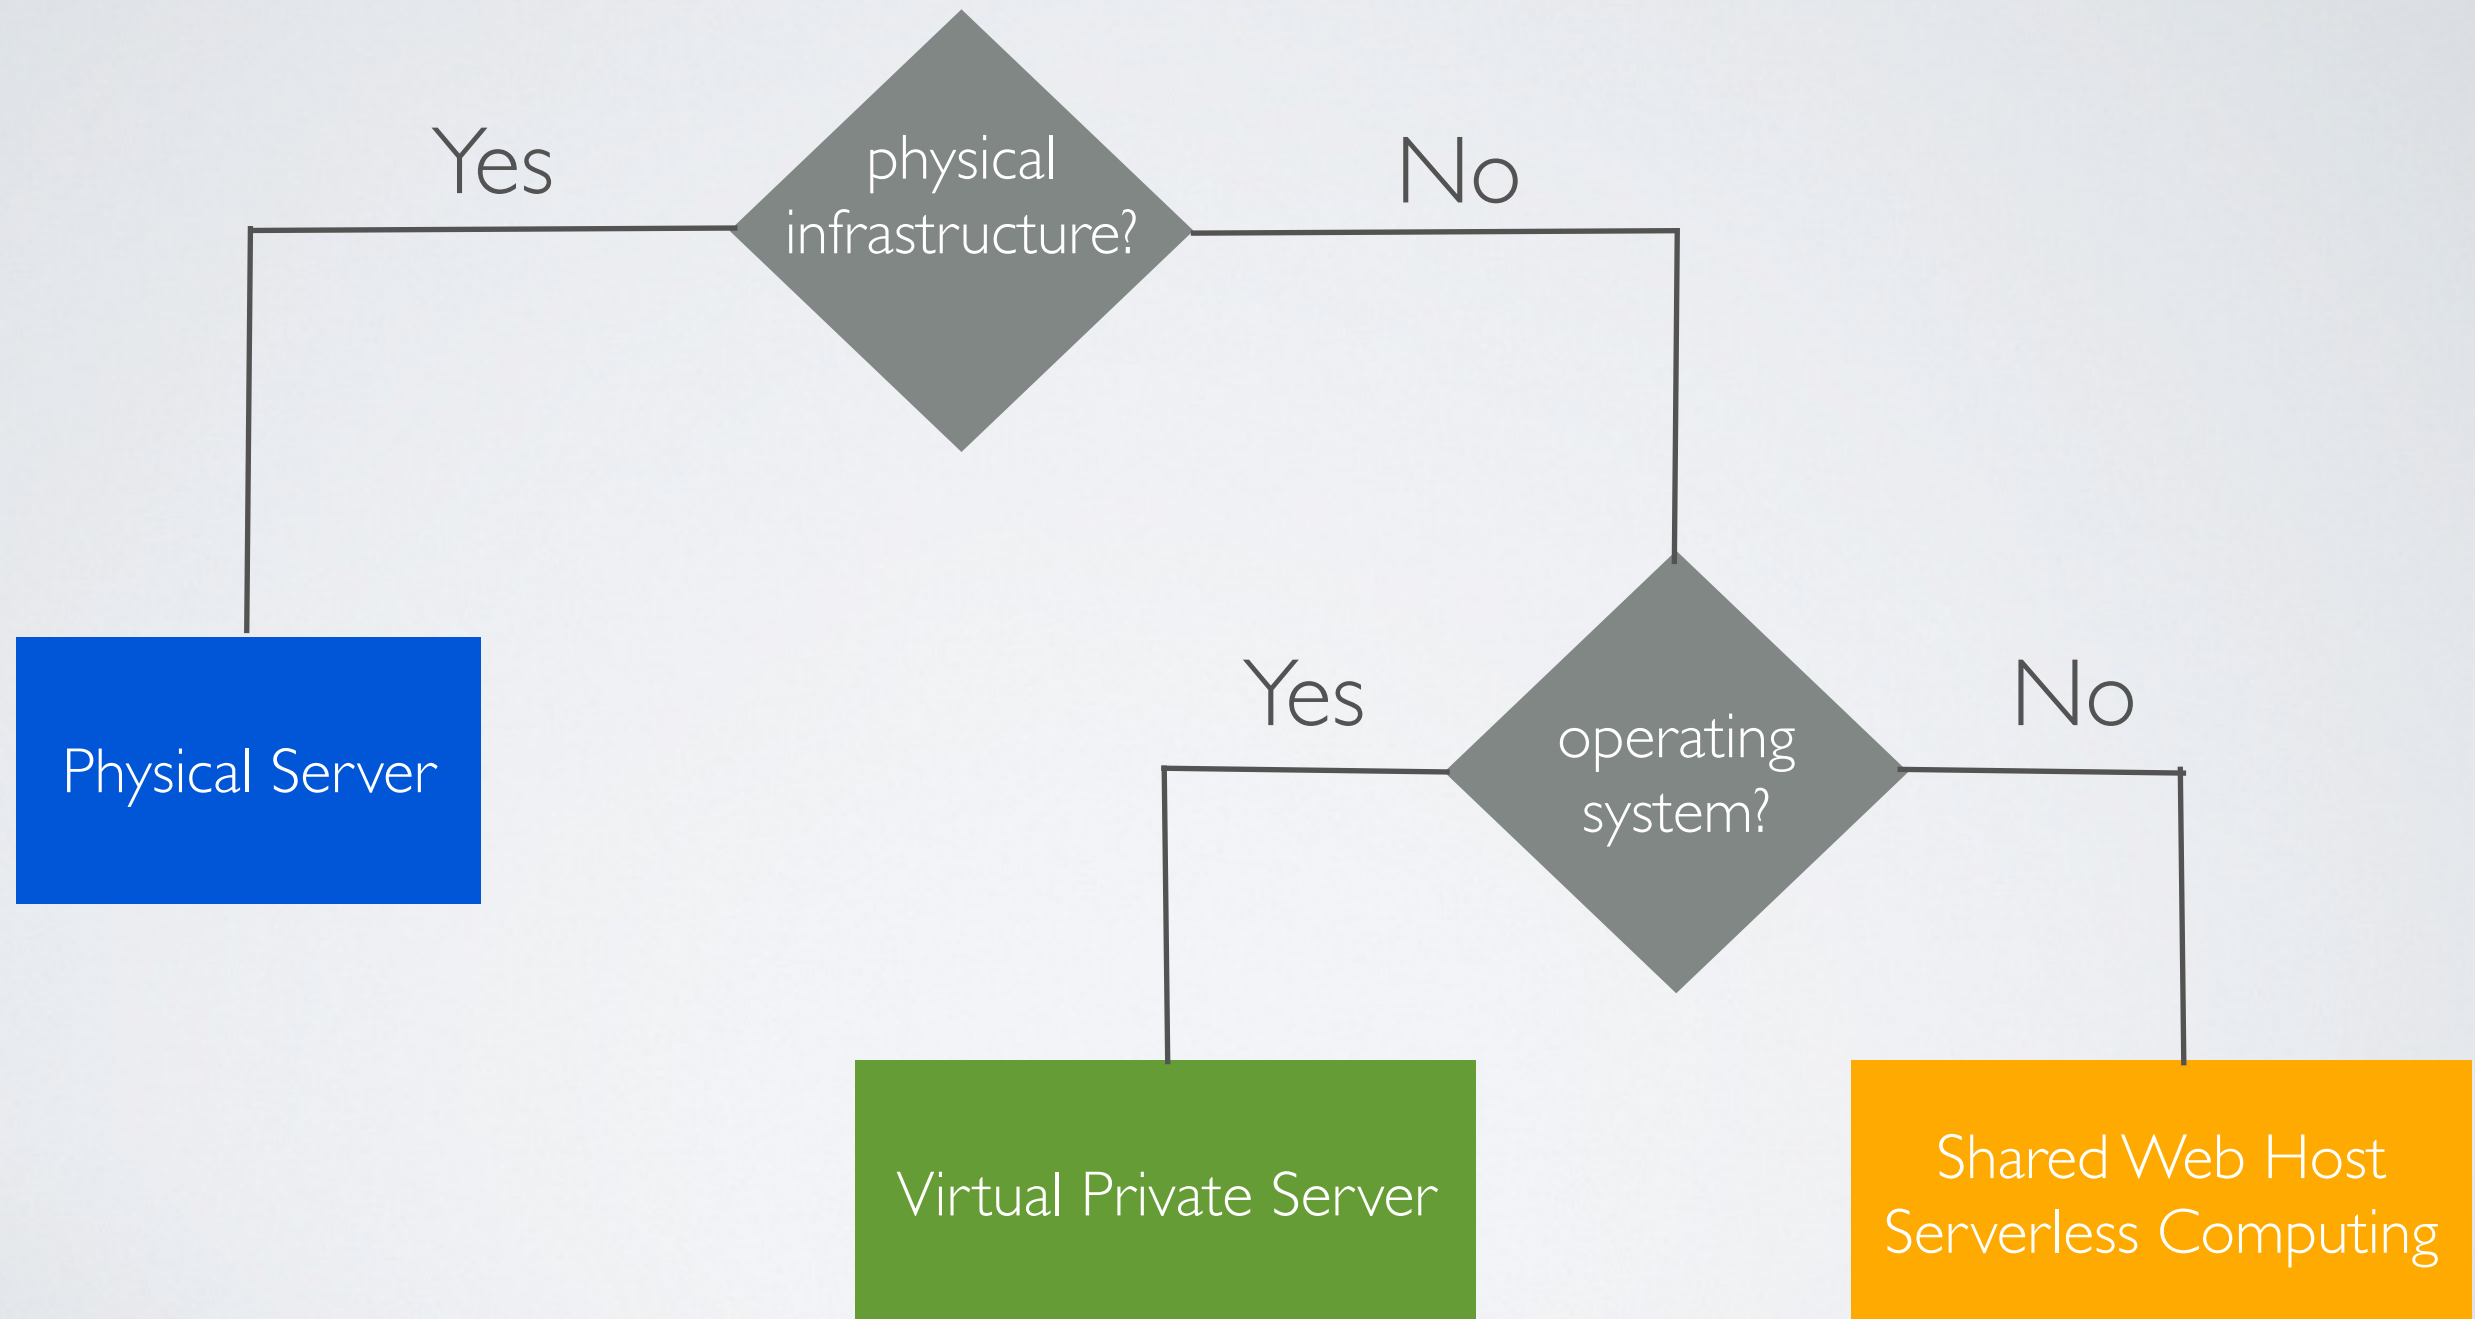 Yes
physical
infrastructure?
No
Physical Server
Yes
operating
system?
No
Virtual Private Server
Shared Web Host
Serverless Computing